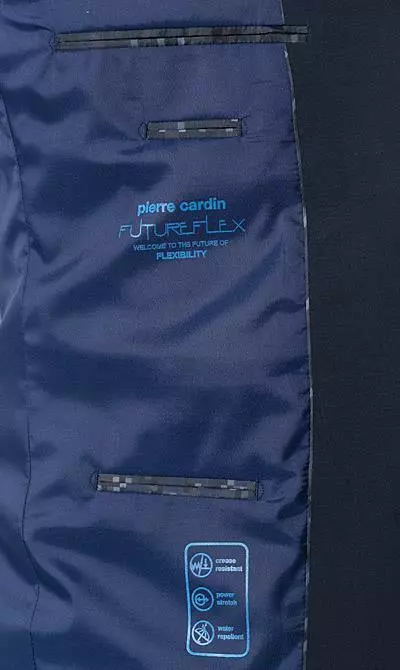 pierre cardin
FUTUREFLEX
WELCOME TO THE FUTURE OF
FLEXIBILITY
crease
resistant
power
stretch
water
repellent